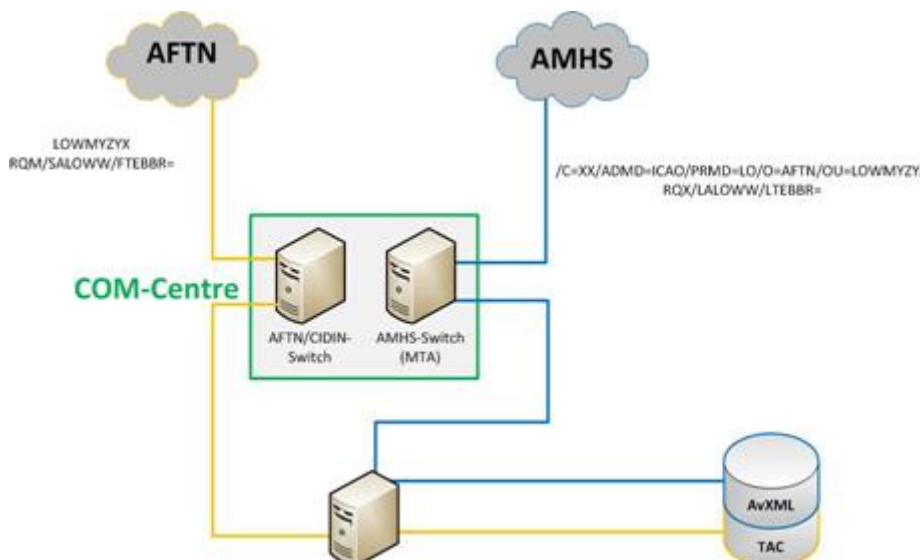 AFTN
AMHS
LOWMYZYX
RQM/SALOWW/FTEBBR=
/C=XX/ADMD=ICAO/PRMD=LO/O=AFTN/OU=LOWMYZY
RQX/LALOWW/LTEBBR=
COM-Centre
AFTN/CIDIN-
Switch
AMHS-Switch
(MTA)
AvXML
TAC